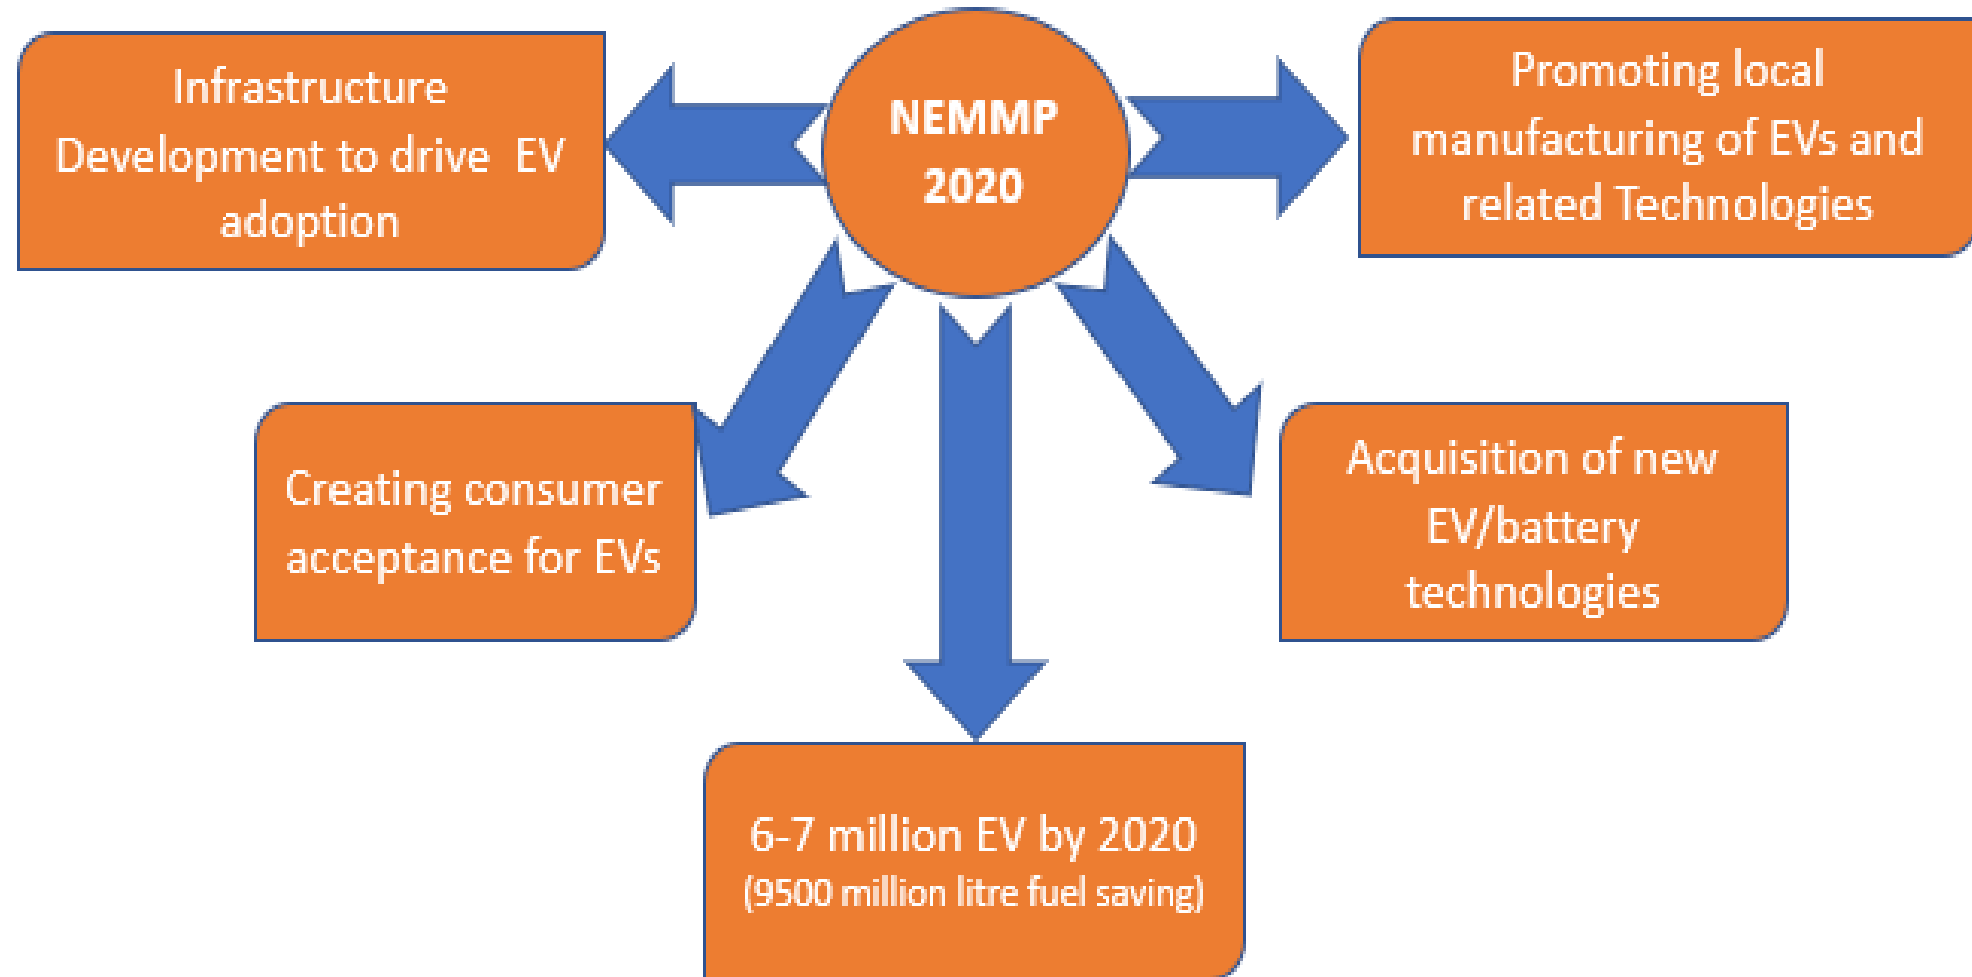 NEMMP
2020
Infrastructure
Development to drive EV
adoption
Promoting local
manufacturing of EVs and
related Technologies
Creating consumer
acceptance for EVs
Acquisition of new
EV/battery
technologies
6-7 million EV by 2020
(9500 million litre fuel saving)